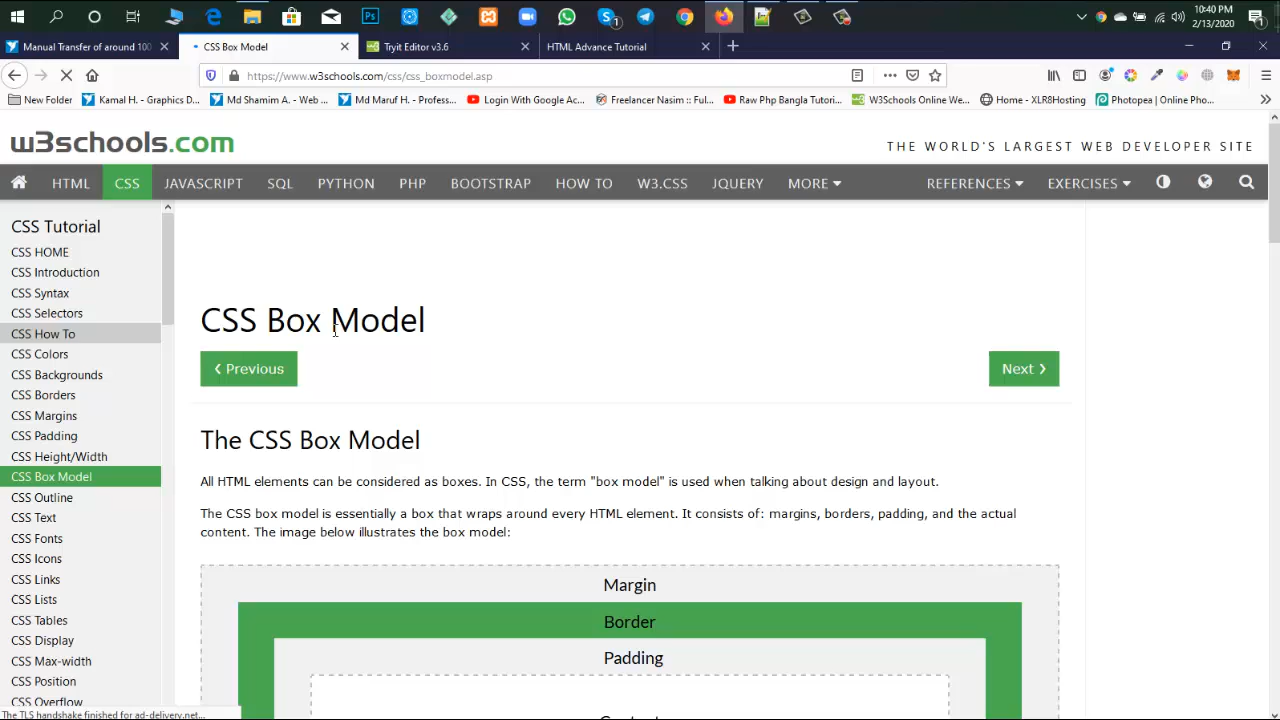 10:40 PM
2/13/2020
1
1
Manual Transfer of around 100
CSS Box Model
Tryit Editor v3.6
HTML Advance Tutorial
https://www.w3schools.com/css/css_boxmodel.asp
New Folder
Kamal H. - Graphics D...
Md Shamim A. - Web ...
Md Maruf H. - Profess...
Login With Google Ac...
Freelancer Nasim :: Ful...
Raw Php Bangla Tutori...
W3Schools Online We...
Home - XLR8Hosting
Photopea | Online Pho...
w3schools.com
THE WORLD'S LARGEST WEB DEVELOPER SITE
HTML CSS JAVASCRIPT SQL PYTHON PHP BOOTSTRAP HOW TO W3.CSS JQUERY MORE REFERENCES EXERCISES
CSS Tutorial
CSS HOME
CSS Introduction
CSS Syntax
CSS Selectors
CSS How To
CSS Colors
CSS Backgrounds
CSS Borders
CSS Margins
CSS Padding
CSS Height/Width
CSS Box Model
CSS Outline
CSS Text
CSS Fonts
CSS Icons
CSS Links
CSS Lists
CSS Tables
CSS Display
CSS Max-width
CSS Position
CSS Overflow
CSS Box Model
❮ Previous
Next ❯
The CSS Box Model
All HTML elements can be considered as boxes. In CSS, the term "box model" is used when talking about design and layout.
The CSS box model is essentially a box that wraps around every HTML element. It consists of: margins, borders, padding, and the actual
content. The image below illustrates the box model:
Margin
Border
Padding
The TLS handshake finished for ad-delivery.net...